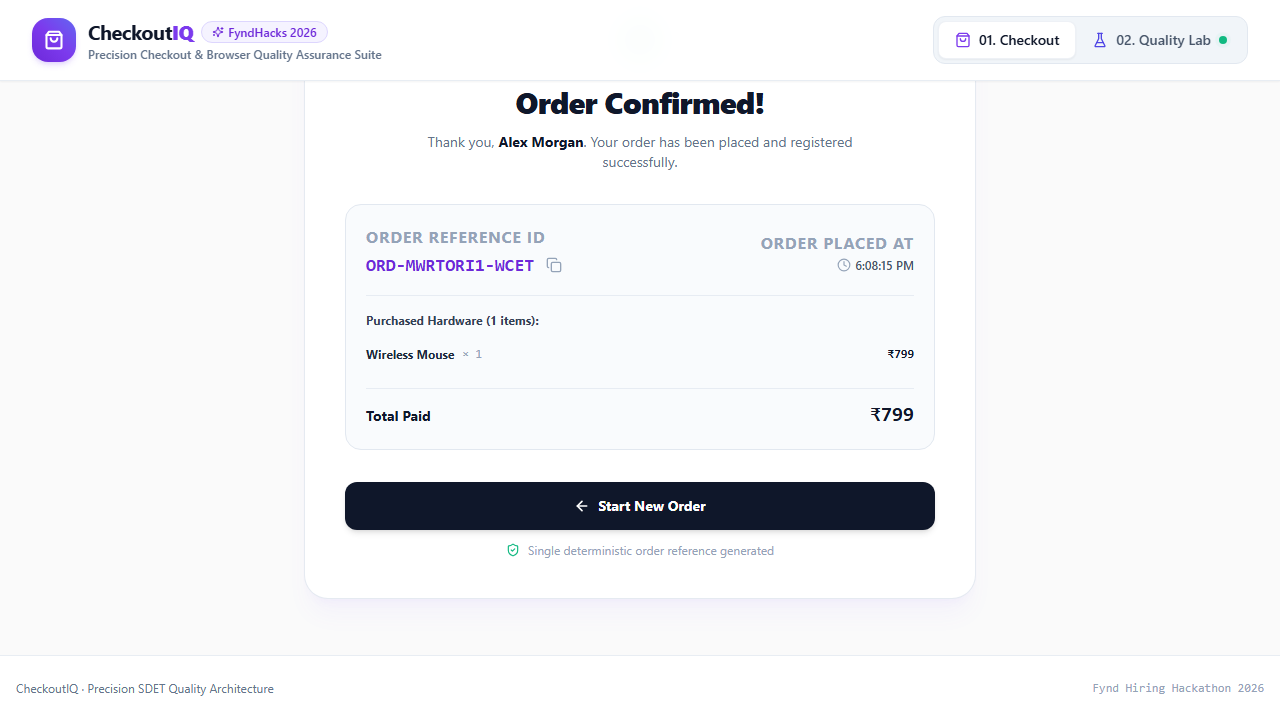 CheckoutIQ FyndHacks 2026
Precision Checkout & Browser Quality Assurance Suite
01. Checkout 02. Quality Lab
Order Confirmed!
Thank you, Alex Morgan. Your order has been placed and registered
successfully.
ORDER REFERENCE ID
ORD-MWRTORI1-WCET
ORDER PLACED AT
6:08:15 PM
Purchased Hardware (1 items):
Wireless Mouse × 1 ₹799
Total Paid ₹799
Start New Order
Single deterministic order reference generated
CheckoutIQ · Precision SDET Quality Architecture
Fynd Hiring Hackathon 2026